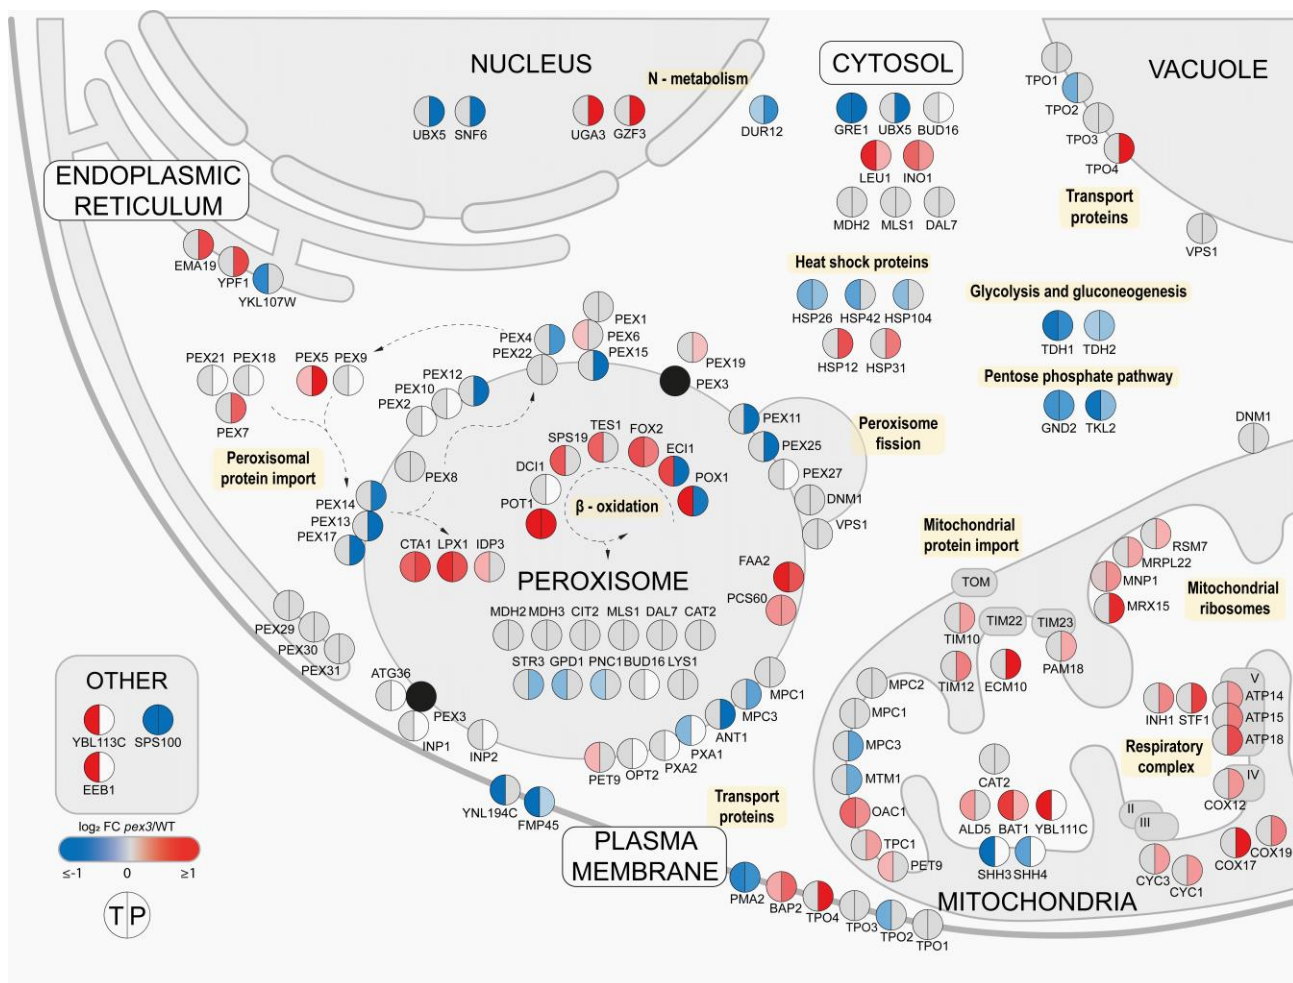 NUCLEUS
N - metabolism
UBX5
SNF6
UGA3
GZF3
DUR12
CYTOSOL
GRE1
UBX5
BUD16
LEU1
INO1
MDH2
MLS1
DAL7
VACUOLE
TPO1
TPO2
TPO3
TPO4
Transport
proteins
VPS1
ENDOPLASMIC
RETICULUM
EMA19
YPF1
YKL107W
Heat shock proteins
HSP26
HSP42
HSP104
HSP12
HSP31
Glycolysis and gluconeogenesis
TDH1
TDH2
Pentose phosphate pathway
GND2
TKL2
DNM1
PEX21
PEX18
PEX5
PEX9
PEX7
Peroxisomal
protein import
PEX4
PEX22
PEX1
PEX6
PEX15
PEX19
PEX3
PEX12
PEX10
PEX2
PEX8
PEX14
PEX13
PEX17
PEX11
PEX25
PEX27
DNM1
VPS1
Peroxisome
fission
SPS19
TES1
FOX2
ECI1
POX1
DCI1
POT1
β - oxidation
CTA1
LPX1
IDP3
PEROXISOME
FAA2
PCS60
MDH2
MDH3
CIT2
MLS1
DAL7
CAT2
STR3
GPD1
PNC1
BUD16
LYS1
PEX29
PEX30
PEX31
ATG36
PEX3
INP1
INP2
PET9
OPT2
PXA2
PXA1
ANT1
MPC3
MPC1
YNL194C
FMP45
Transport
proteins
PLASMA
MEMBRANE
PMA2
BAP2
TPO4
TPO3
TPO2
TPO1
Mitochondrial
protein import
TOM
TIM10
TIM22
TIM23
TIM12
ECM10
PAM18
RSM7
MRPL22
MNP1
MRX15
Mitochondrial
ribosomes
MPC2
MPC1
MPC3
MTM1
OAC1
TPC1
PET9
CAT2
ALD5
BAT1
YBL111C
SHH3
SHH4
INH1
STF1
V
ATP14
ATP15
ATP18
Respiratory
complex
IV
COX12
II
III
CYC3
CYC1
COX17
COX19
MITOCHONDRIA
OTHER
YBL113C
SPS100
EEB1
log₂ FC pex3/WT
≤-1
0
≥1
T P